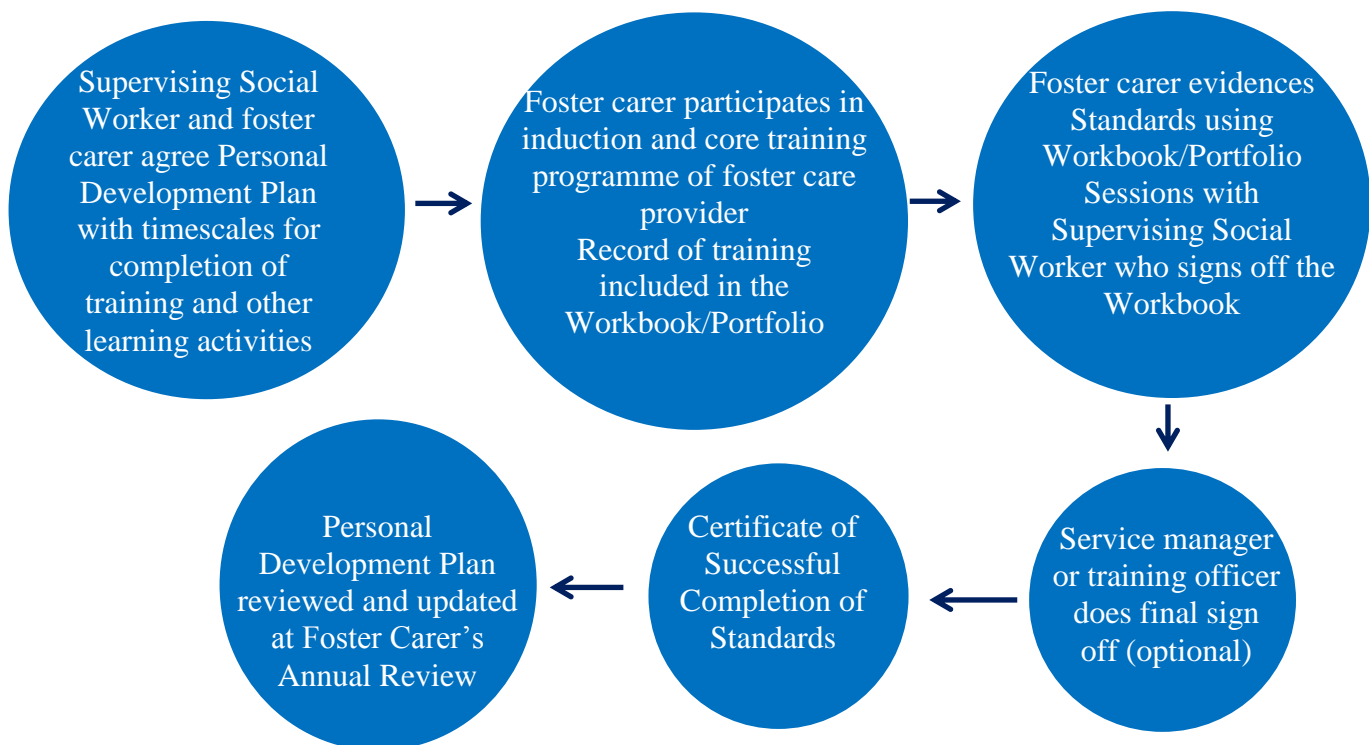 Supervising Social
Worker and foster
carer agree Personal
Development Plan
with timescales for
completion of
training and other
learning activities
Foster carer participates in
induction and core training
programme of foster care
provider
Record of training
included in the
Workbook/Portfolio
Foster carer evidences
Standards using
Workbook/Portfolio
Sessions with
Supervising Social
Worker who signs off the
Workbook
Service manager
or training officer
does final sign
off (optional)
Certificate of
Successful
Completion of
Standards
Personal
Development Plan
reviewed and updated
at Foster Carer’s
Annual Review